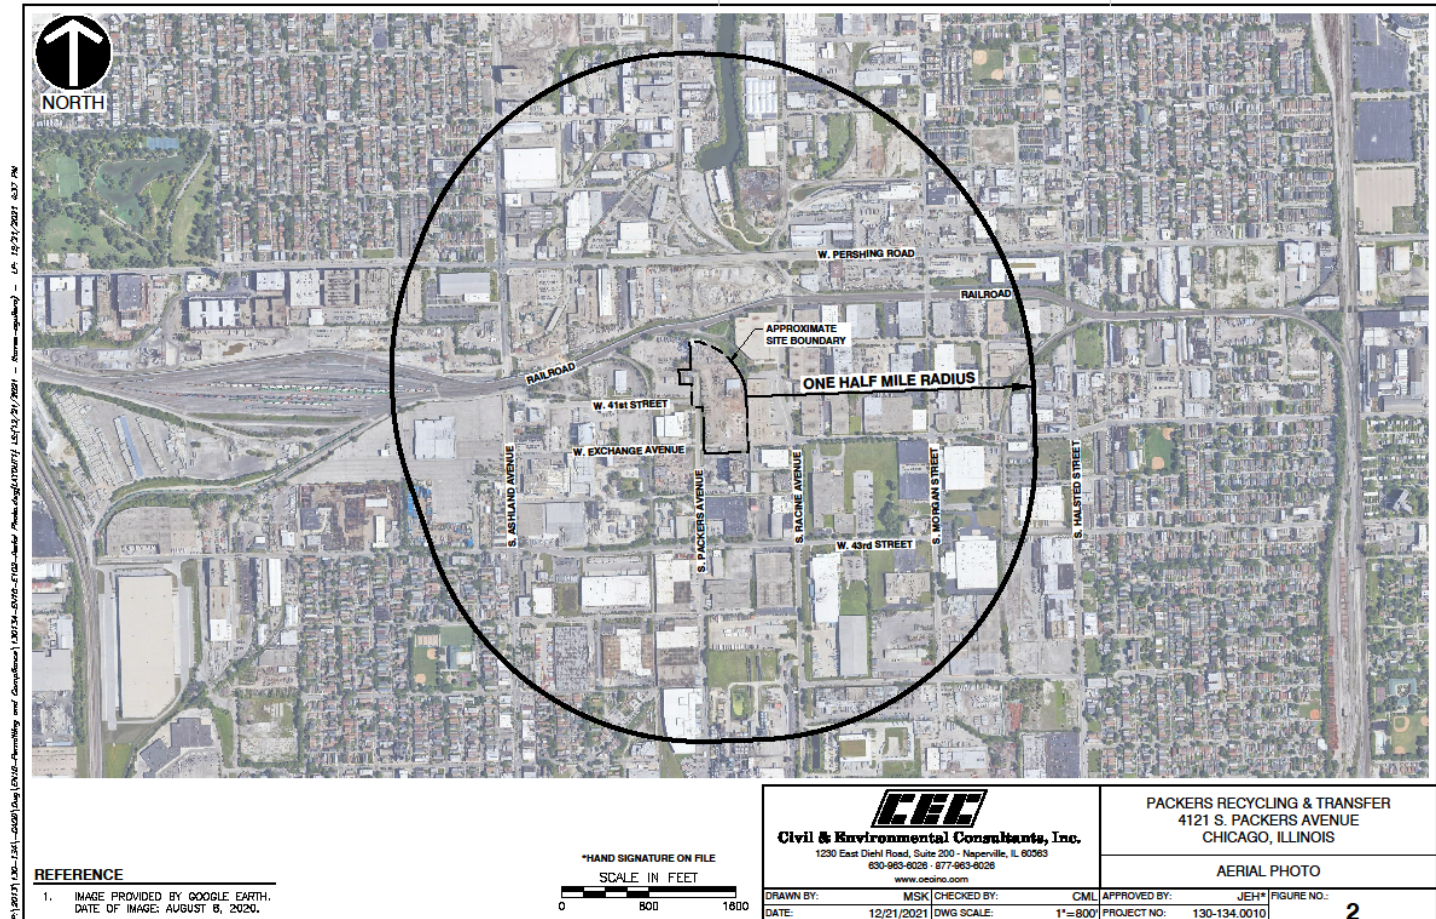 NORTH
W. PERSHING ROAD
RAILROAD
APPROXIMATE
SITE BOUNDARY
RAILROAD
ONE HALF MILE RADIUS
W. 41st STREET
W. EXCHANGE AVENUE
S. ASHLAND AVENUE
S. PACKERS AVENUE
S. RACINE AVENUE
S. MORGAN STREET
S. HALSTED STREET
W. 43rd STREET
REFERENCE
1. IMAGE PROVIDED BY GOOGLE EARTH.
DATE OF IMAGE: AUGUST 6, 2020.
*HAND SIGNATURE ON FILE
SCALE IN FEET
0 800 1600
CEC
Civil & Environmental Consultants, Inc.
1230 East Diehl Road, Suite 200 - Naperville, IL 60563
630-963-6026 · 877-963-6026
www.cecinc.com
PACKERS RECYCLING & TRANSFER
4121 S. PACKERS AVENUE
CHICAGO, ILLINOIS
AERIAL PHOTO
DRAWN BY: MSK CHECKED BY: CML APPROVED BY: JEH* FIGURE NO.:
DATE: 12/21/2021 DWG SCALE: 1"=800' PROJECT NO: 130-134.0010 2